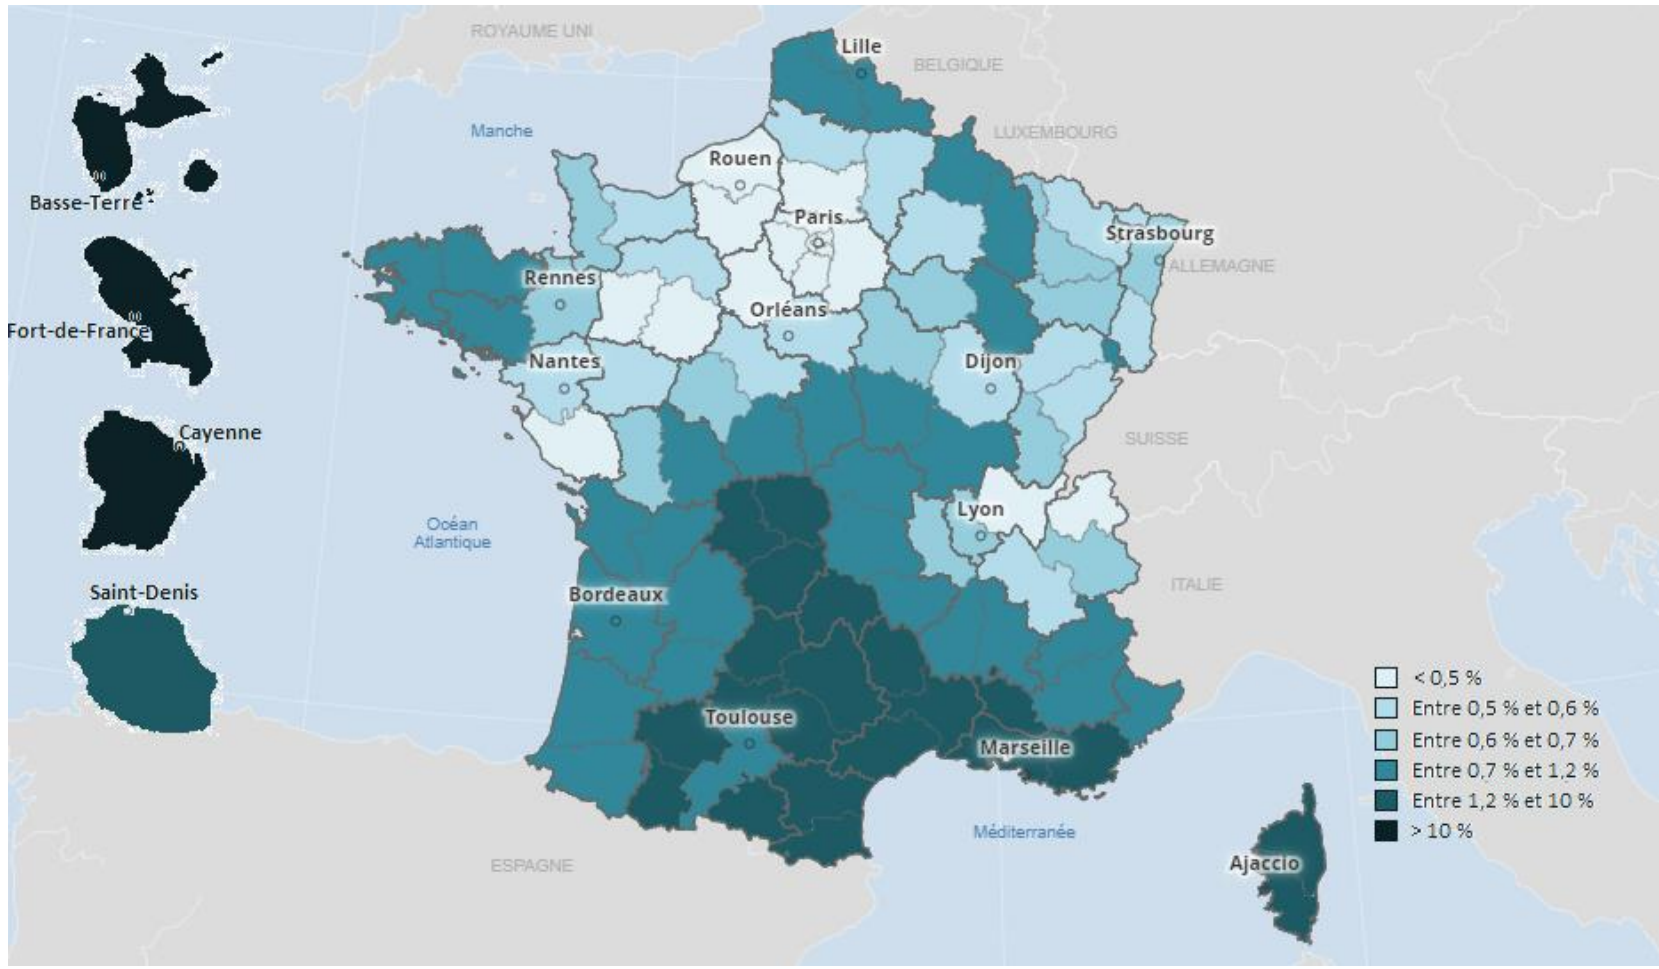 ROYAUME UNI
Lille
BELGIQUE
Manche
LUXEMBOURG
Rouen
Basse-Terre
Paris
Strasbourg
ALLEMAGNE
Rennes
Orléans
Fort-de-France
Nantes
Dijon
Cayenne
SUISSE
Lyon
Océan
Atlantique
Saint-Denis
Bordeaux
ITALIE
Toulouse
Marseille
Méditerranée
ESPAGNE
Ajaccio
< 0,5 %
Entre 0,5 % et 0,6 %
Entre 0,6 % et 0,7 %
Entre 0,7 % et 1,2 %
Entre 1,2 % et 10 %
> 10 %